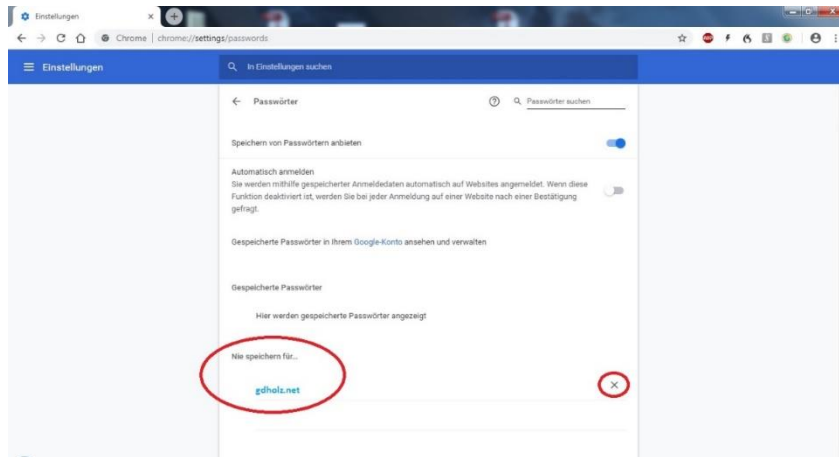 Einstellungen
Chrome | chrome://settings/passwords
Einstellungen
In Einstellungen suchen
Passwörter
Passwörter suchen
Speichern von Passwörtern anbieten
Automatisch anmelden
Sie werden mithilfe gespeicherter Anmeldedaten automatisch auf Websites angemeldet. Wenn diese
Funktion deaktiviert ist, werden Sie bei jeder Anmeldung auf einer Website nach einer Bestätigung
gefragt.
Gespeicherte Passwörter in Ihrem Google-Konto ansehen und verwalten
Gespeicherte Passwörter
Hier werden gespeicherte Passwörter angezeigt
Nie speichern für...
gdholz.net